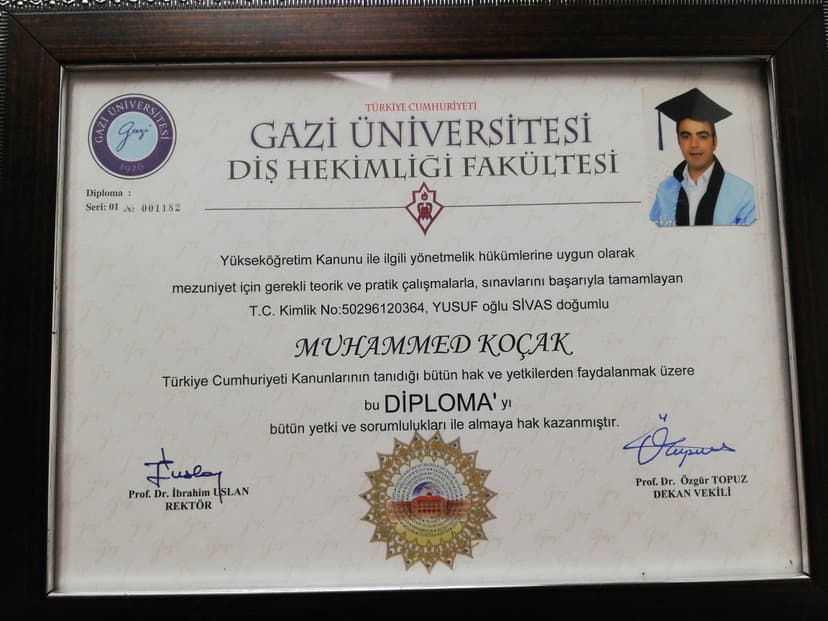 GAZİ ÜNİVERSİTESİ
gazi
1926
TÜRKİYE CUMHURİYETİ
GAZİ ÜNİVERSİTESİ
DİŞ HEKİMLİĞİ FAKÜLTESİ
Diploma :
Seri: 01 № 001182
Yükseköğretim Kanunu ile ilgili yönetmelik hükümlerine uygun olarak
mezuniyet için gerekli teorik ve pratik çalışmalarla, sınavlarını başarıyla tamamlayan
T.C. Kimlik No:50296120364, YUSUF oğlu SİVAS doğumlu
MUHAMMED KOÇAK
Türkiye Cumhuriyeti Kanunlarının tanıdığı bütün hak ve yetkilerden faydalanmak üzere
bu DİPLOMA' yı
bütün yetki ve sorumlulukları ile almaya hak kazanmıştır.
Prof. Dr. İbrahim USLAN
REKTÖR
Prof. Dr. Özgür TOPUZ
DEKAN VEKİLİ